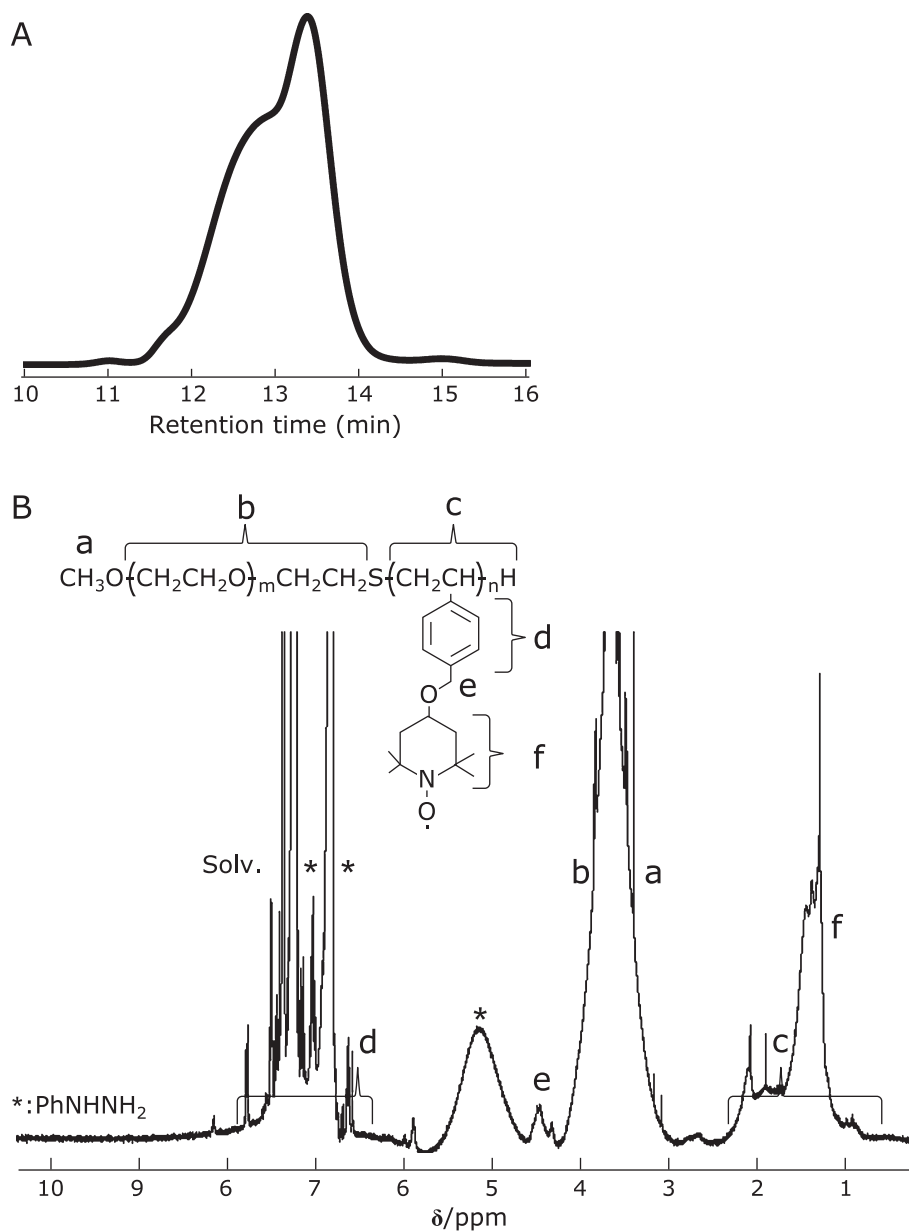 A
10 11 12 13 14 15 16
Retention time (min)
B
b
c
a
CH₃O(CH₂CH₂O)ₘCH₂CH₂S(CH₂CH)ₙH
d
O e
f
N
O
·
Solv. * * b a
f
* d c
*:PhNHNH₂ e
10 9 8 7 6 5 4 3 2 1
δ/ppm